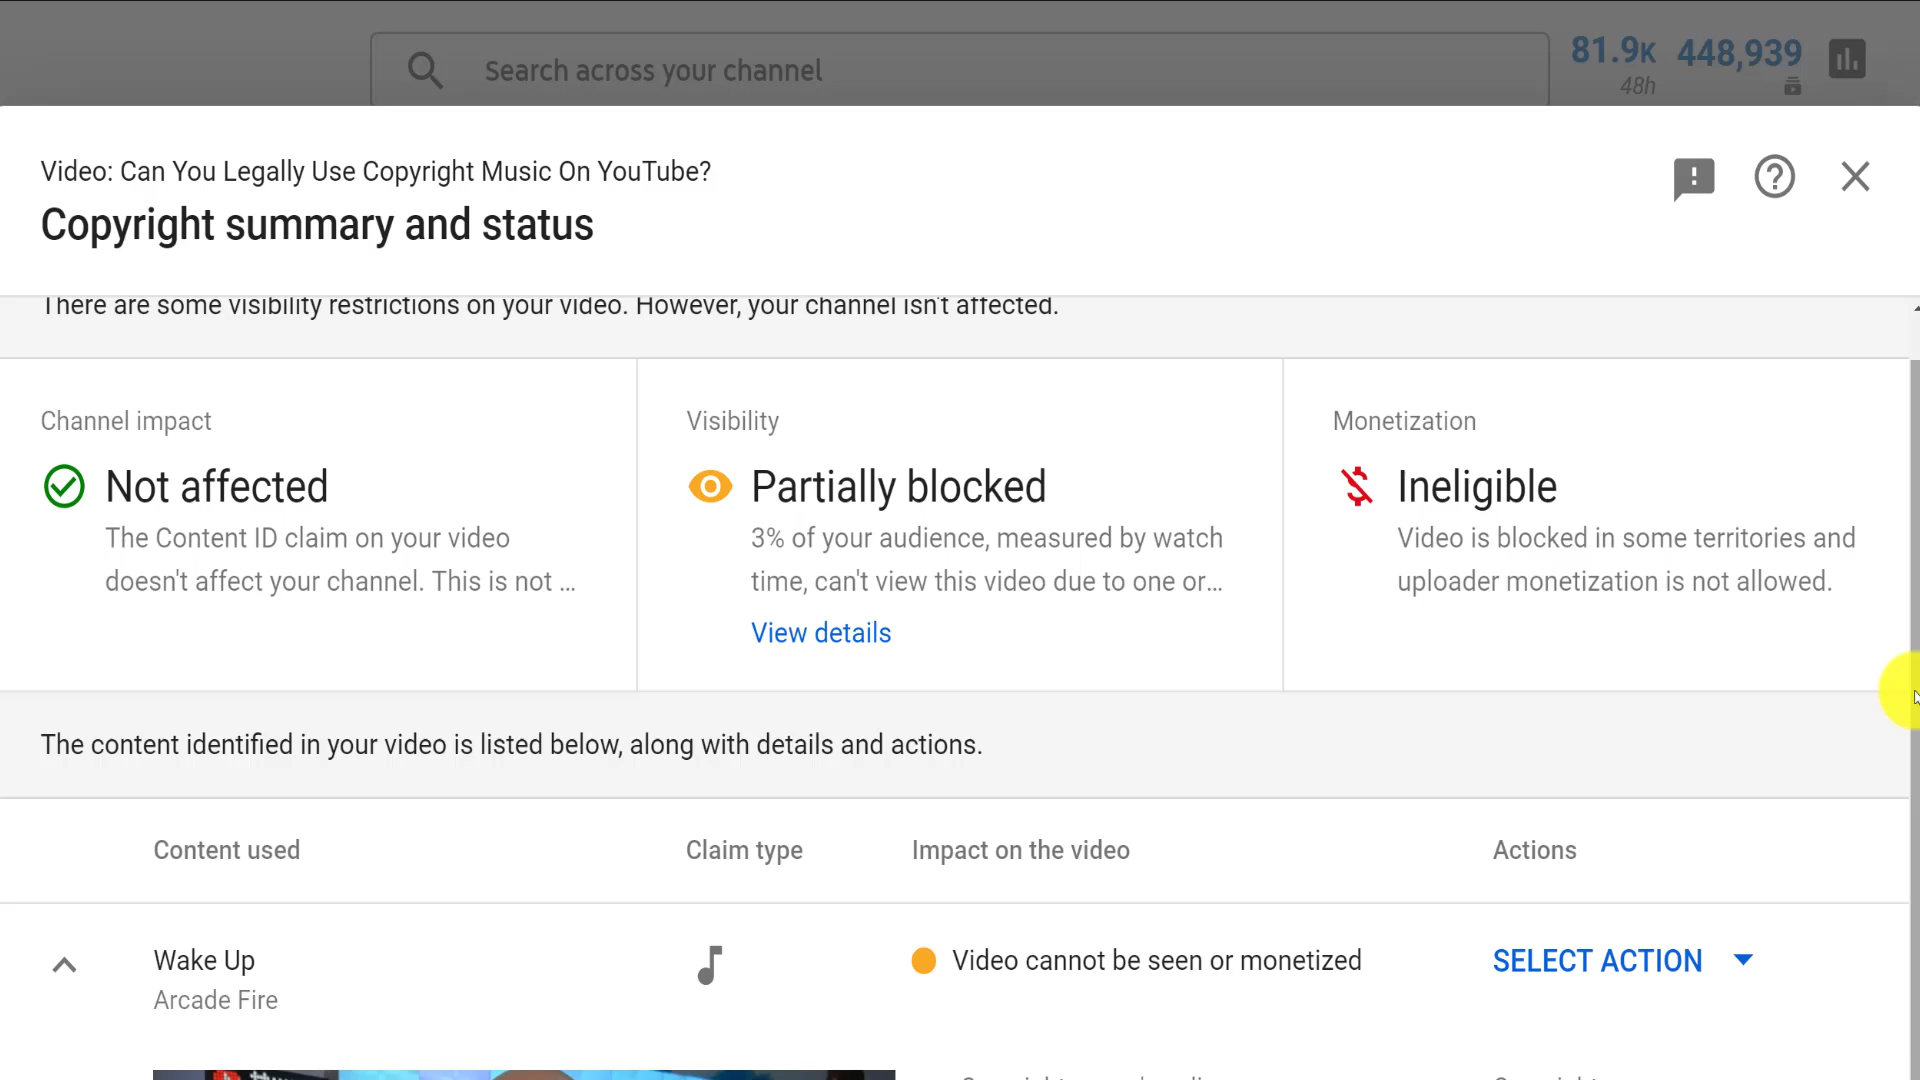 Search across your channel
81.9K 448,939
48h
Video: Can You Legally Use Copyright Music On YouTube?
Copyright summary and status
There are some visibility restrictions on your video. However, your channel isn't affected.
Channel impact
Not affected
The Content ID claim on your video
doesn't affect your channel. This is not ...
Visibility
Partially blocked
3% of your audience, measured by watch
time, can't view this video due to one or...
View details
Monetization
Ineligible
Video is blocked in some territories and
uploader monetization is not allowed.
The content identified in your video is listed below, along with details and actions.
Content used Claim type Impact on the video Actions
Wake Up Video cannot be seen or monetized SELECT ACTION
Arcade Fire